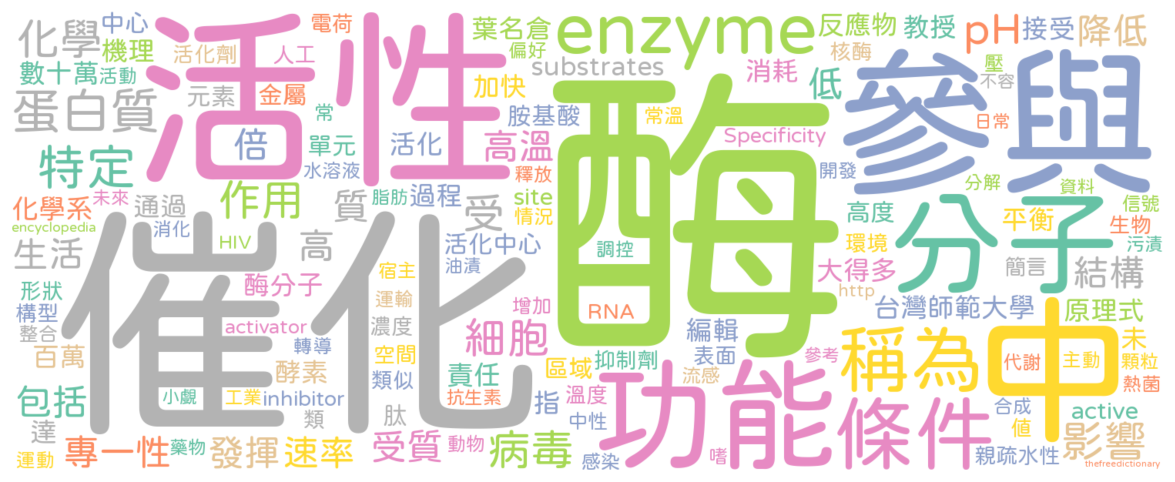 化學
中心
機理
活化劑
電荷
人工
活性
葉名倉
偏好
enzyme
反應物
核酶
教授
pH
接受
壓
不容
降低
數十萬
活動
元素
金屬
常
加快
substrates
消耗
低
參與
日常
蛋白質
倍
單元
水溶液
活化
胺基酸
高溫
釋放
酶
常溫
Specificity
開發
分解
資料
特定
未來
化學系
encyclopedia
通過
消化
作用
HIV
質
脂肪
過程
受
site
情況
調控
高度
環境
分子
平衡
信號
生物
污漬
生活
催化
高
酶分子
宿主
運輸
活化中心
油漬
大得多
http
簡言
結構
形狀
構型
整合
百萬
activator
轉導
濃度
空間
增加
細胞
RNA
編輯
表面
台灣師範大學
原理式
中
未
顆粒
熱菌
包括
小覷
酵素
工業
inhibitor
類似
責任
抗生素
抑制劑
區域
溫度
流感
參考
稱為
代謝
主動
達
類
肽
指
中性
功能
條件
合成
值
active
運動
專一性
藥物
發揮
速率
受質
動物
病毒
感染
嗜
親疏水性
影響
thefreedictionary